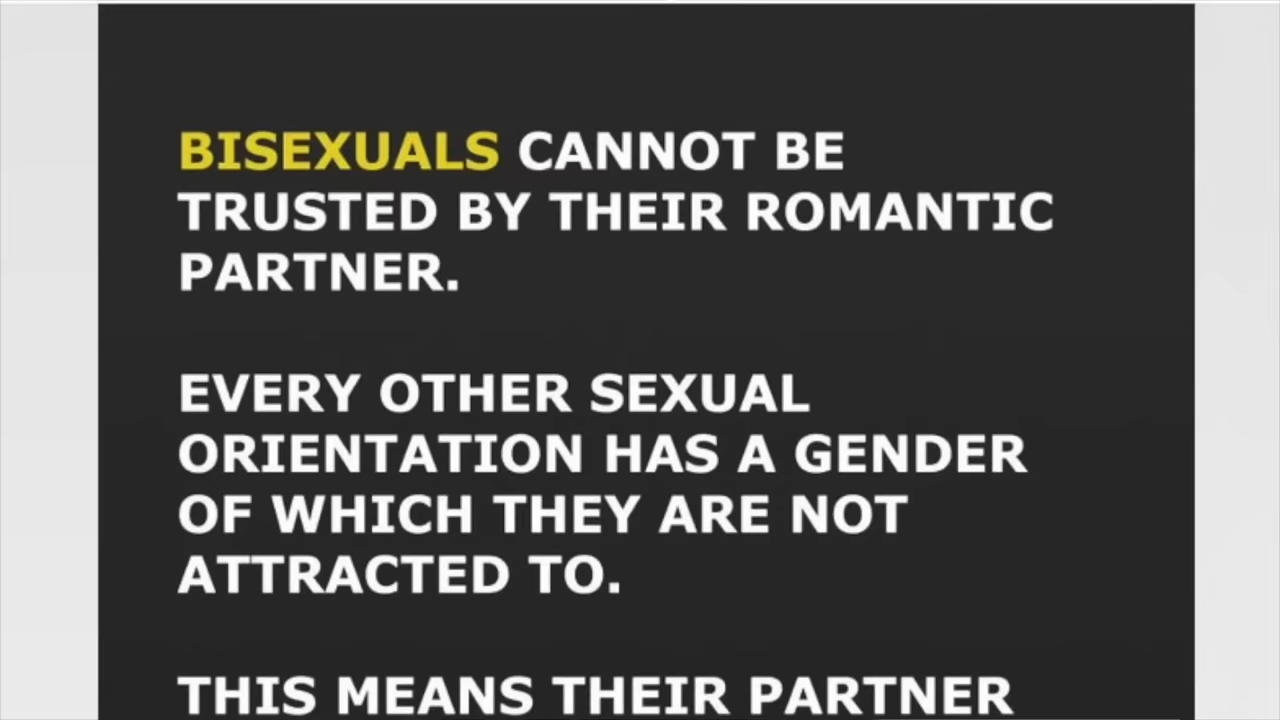 BISEXUALS CANNOT BE
TRUSTED BY THEIR ROMANTIC
PARTNER.
EVERY OTHER SEXUAL
ORIENTATION HAS A GENDER
OF WHICH THEY ARE NOT
ATTRACTED TO.
THIS MEANS THEIR PARTNER